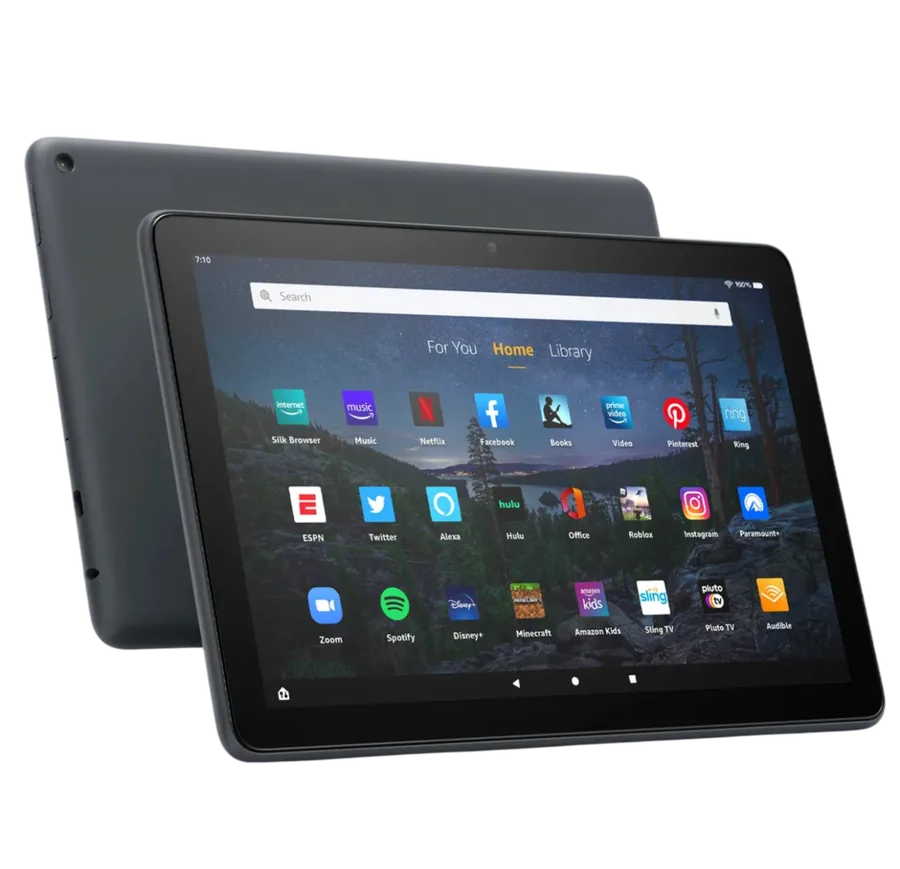 7:10
100%
Search
For You Home Library
internet
music
prime
video
ring
Silk Browser Music Netflix Facebook Books Video Pinterest Ring
hulu
ESPN Twitter Alexa Hulu Office Roblox Instagram Paramount+
Disney+
MINECRAFT
amazon
kids
sling
pluto
tv
Zoom Spotify Disney+ Minecraft Amazon Kids Sling TV Pluto TV Audible